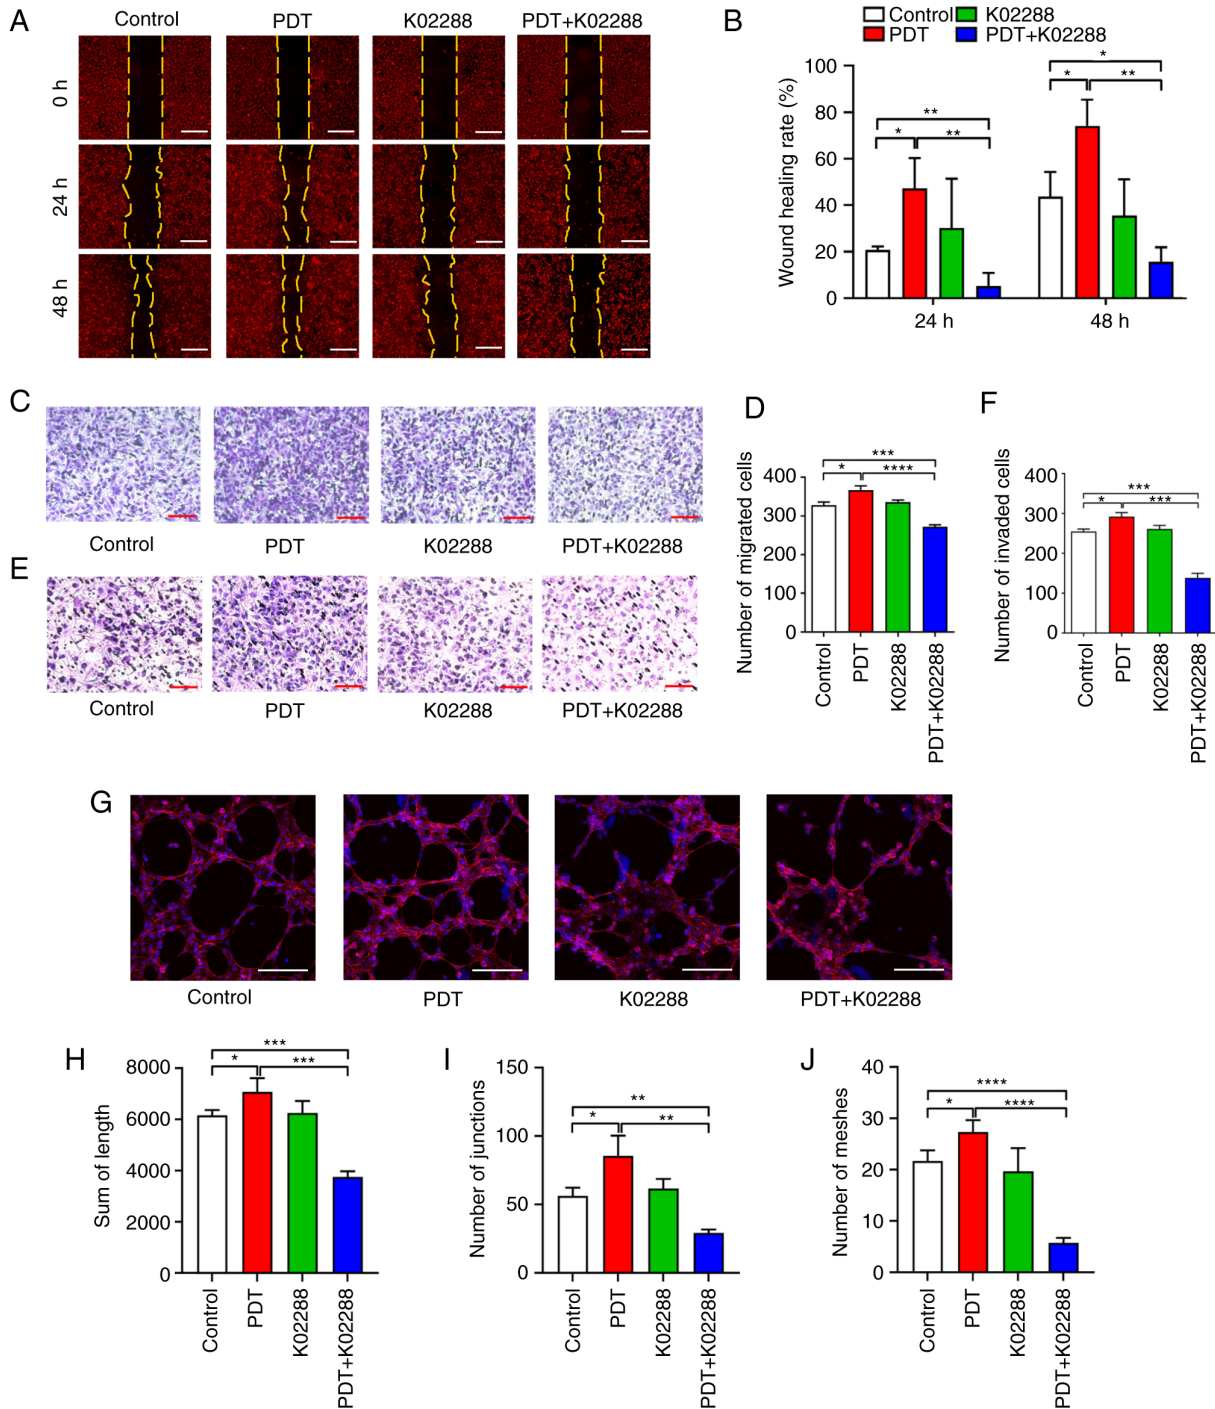 A
Control PDT K02288 PDT+K02288
0 h
24 h
48 h
B
Control K02288
PDT PDT+K02288
Wound healing rate (%)
100
80
60
40
20
0
* ** **
* ** *
24 h 48 h
C
Control PDT K02288 PDT+K02288
D
Number of migrated cells
400
300
200
100
0
***
* ****
Control PDT K02288 PDT+K02288
E
Control PDT K02288 PDT+K02288
F
Number of invaded cells
400
300
200
100
0
***
* ***
Control PDT K02288 PDT+K02288
G
Control PDT K02288 PDT+K02288
H
Sum of length
8000
6000
4000
2000
0
***
* ***
Control PDT K02288 PDT+K02288
I
Number of junctions
150
100
50
0
**
* **
Control PDT K02288 PDT+K02288
J
Number of meshes
40
30
20
10
0
****
* ****
Control PDT K02288 PDT+K02288